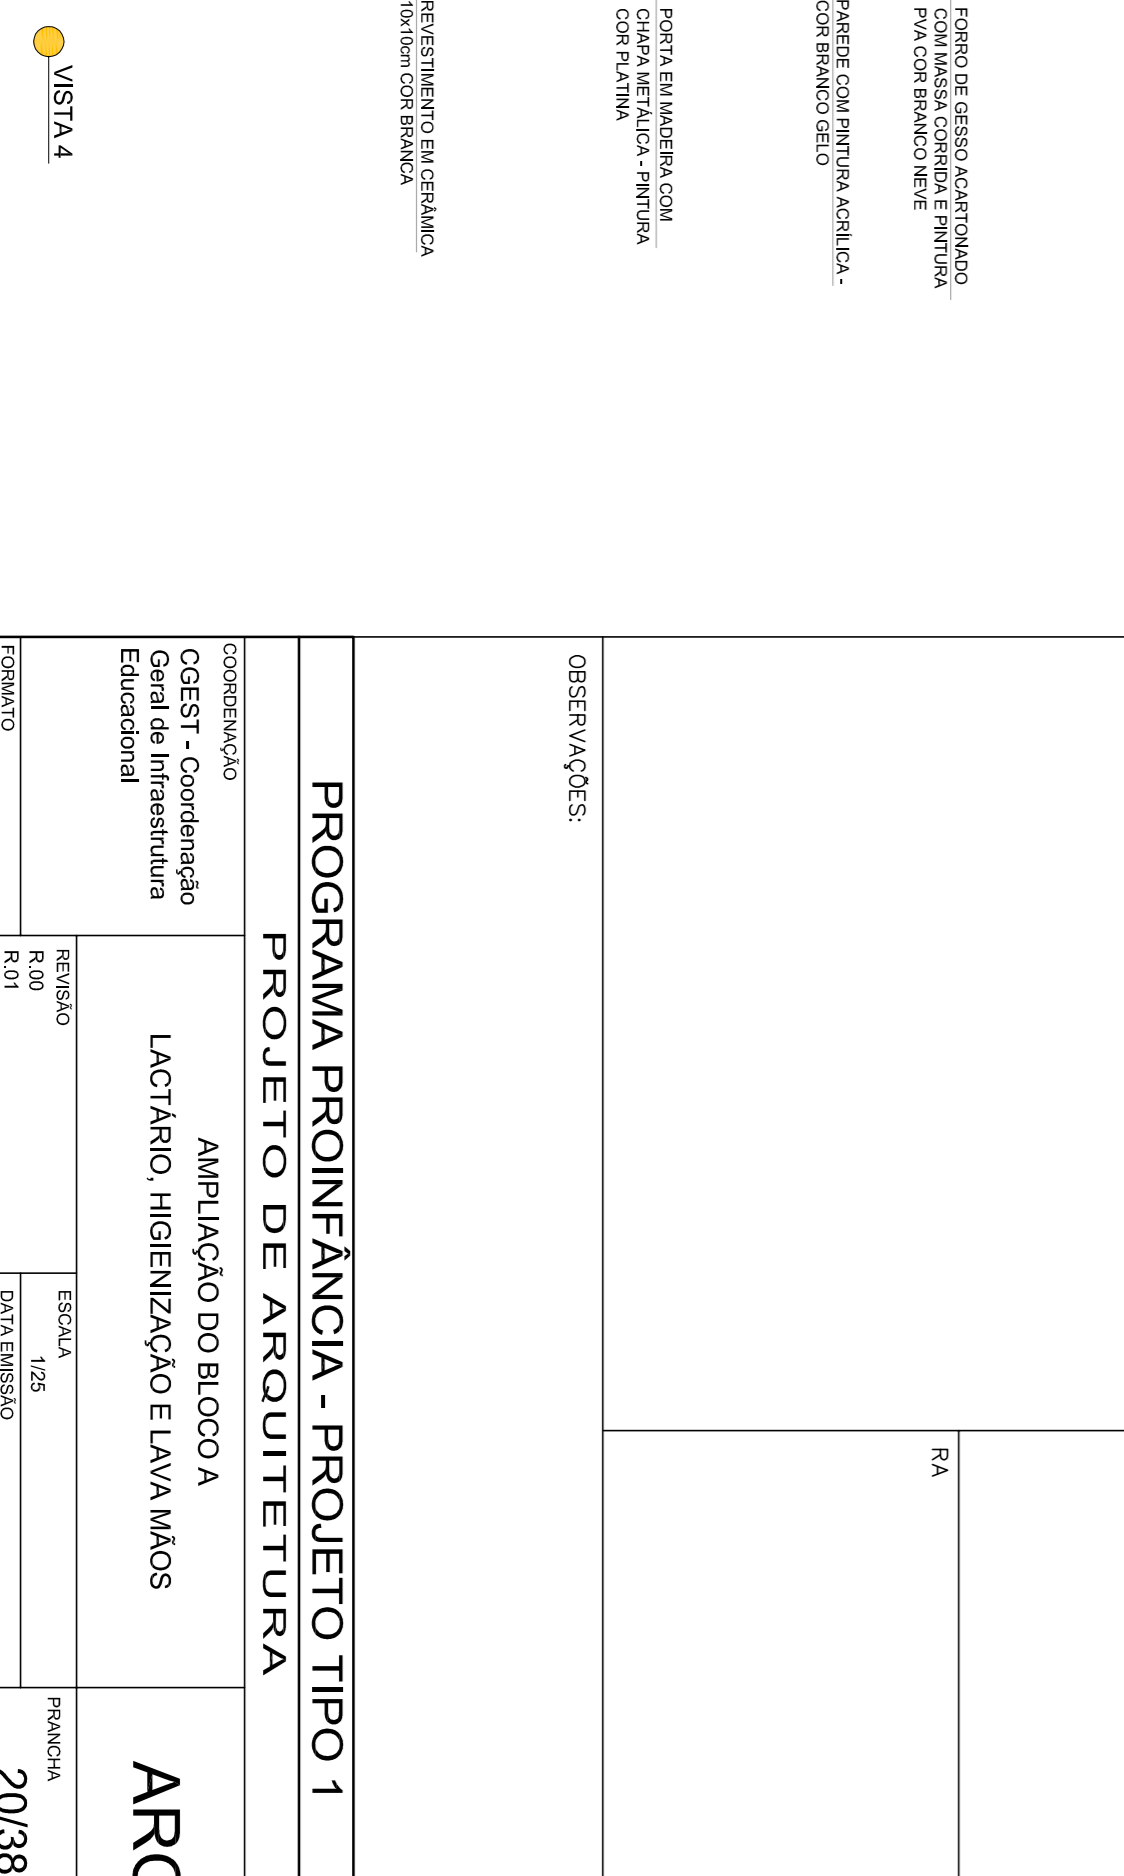 FORRO DE GESSO ACARTONADO
COM MASSA CORRIDA E PINTURA
PVA COR BRANCO NEVE
PAREDE COM PINTURA ACRÍLICA -
COR BRANCO GELO
PORTA EM MADEIRA COM
CHAPA METÁLICA - PINTURA
COR PLATINA
REVESTIMENTO EM CERÂMICA
10x10cm COR BRANCA
VISTA 4
RA
OBSERVAÇÕES:
PROGRAMA PROINFÂNCIA - PROJETO TIPO 1
PROJETO DE ARQUITETURA
COORDENAÇÃO
CGEST - Coordenação
Geral de Infraestrutura
Educacional
AMPLIAÇÃO DO BLOCO A
LACTÁRIO, HIGIENIZAÇÃO E LAVA MÃOS
REVISÃO
R.00
R.01
ESCALA
1/25
PRANCHA
20/38
FORMATO
DATA EMISSÃO